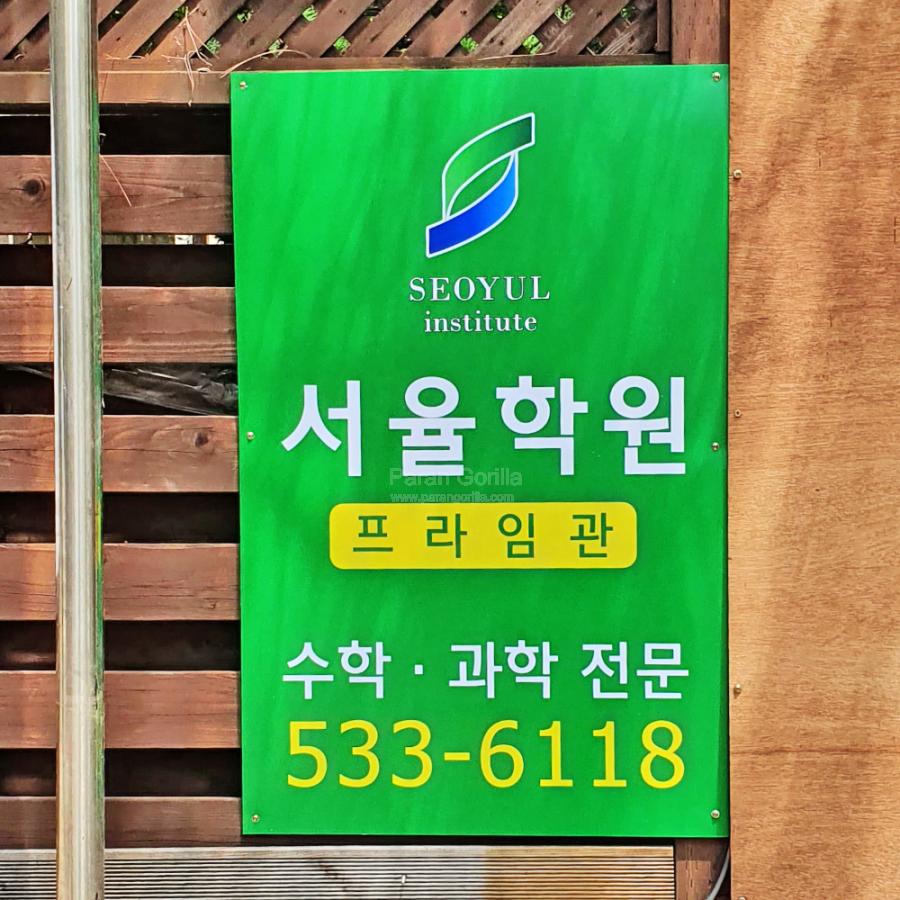 SEOYUL
institute
서율학원
Paran Gorilla
www.parangorilla.com
프라임관
수학 · 과학 전문
533-6118